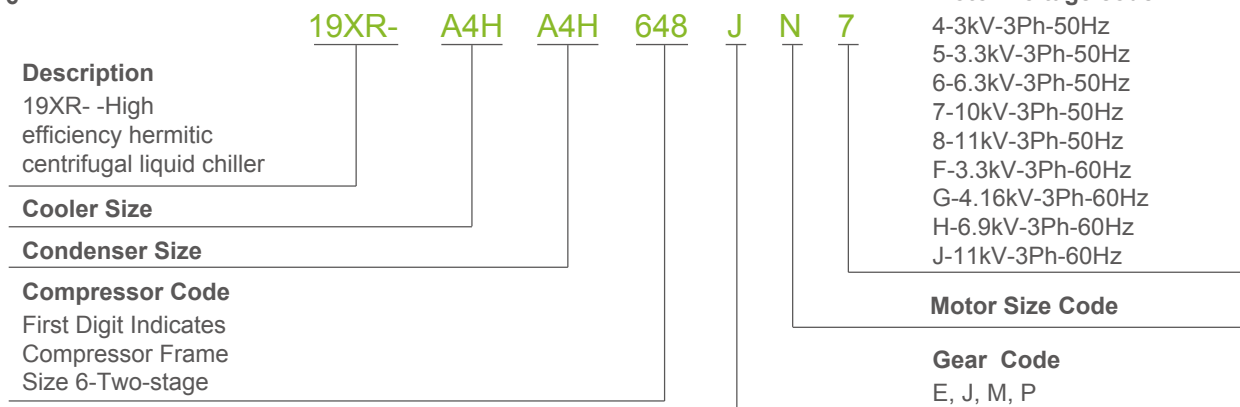 19XR- A4H A4H 648 J N 7
Description
19XR- -High
efficiency hermitic
centrifugal liquid chiller
Cooler Size
Condenser Size
Compressor Code
First Digit Indicates
Compressor Frame
Size 6-Two-stage
4-3kV-3Ph-50Hz
5-3.3kV-3Ph-50Hz
6-6.3kV-3Ph-50Hz
7-10kV-3Ph-50Hz
8-11kV-3Ph-50Hz
F-3.3kV-3Ph-60Hz
G-4.16kV-3Ph-60Hz
H-6.9kV-3Ph-60Hz
J-11kV-3Ph-60Hz
Motor Size Code
Gear Code
E, J, M, P